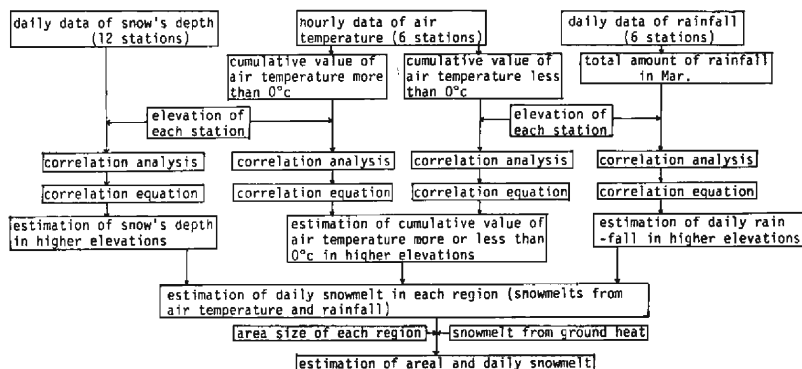 daily data of snow's depth
(12 stations)
hourly data of air
temperature (6 stations)
daily data of rainfall
(6 stations)
cumulative value of
air temperature more
than 0°c
cumulative value of
air temperature less
than 0°c
total amount of rainfall
in Mar.
elevation of
each station
elevation of
each station
correlation analysis
correlation analysis
correlation analysis
correlation analysis
correlation equation
correlation equation
correlation equation
correlation equation
estimation of snow's depth
in higher elevations
estimation of cumulative value of
air temperature more or less than
0°c in higher elevations
estimation of daily rain
-fall in higher elevations
estimation of daily snowmelt in each region (snowmelts from
air temperature and rainfall)
area size of each region
snowmelt from ground heat
estimation of areal and daily snowmelt